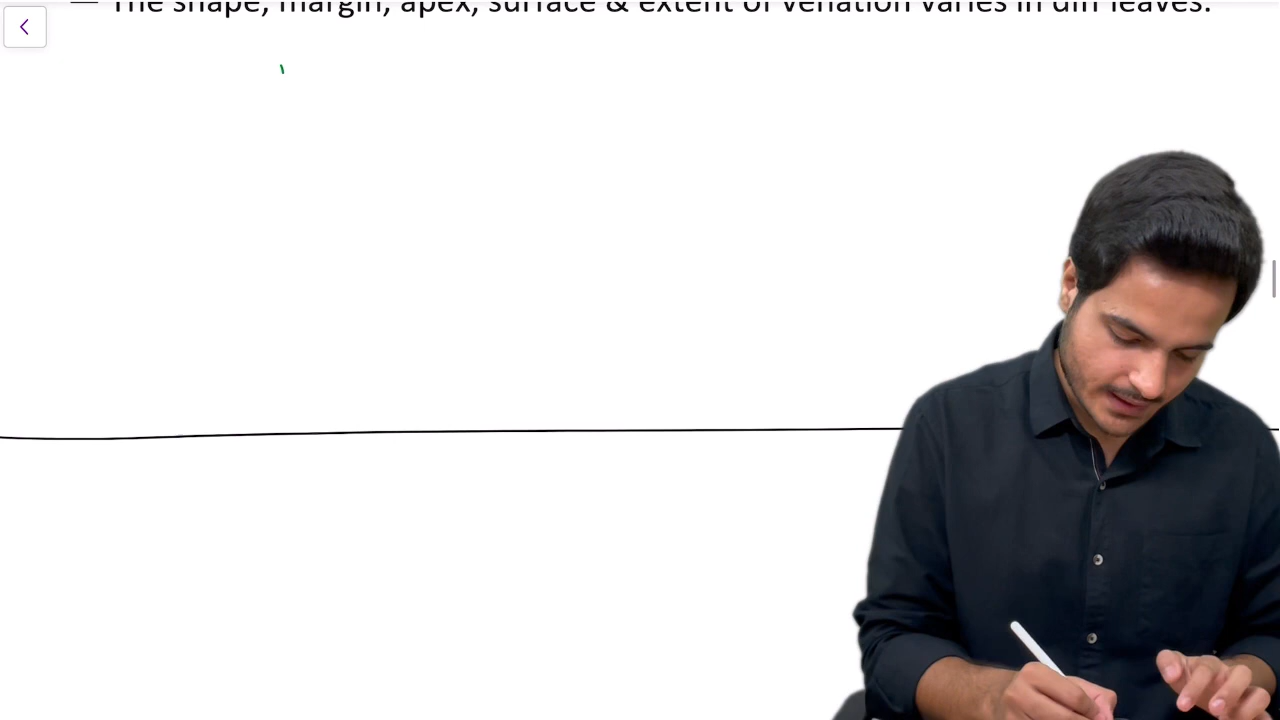 — The shape, margin, apex, surface & extent of venation varies in diff leaves.